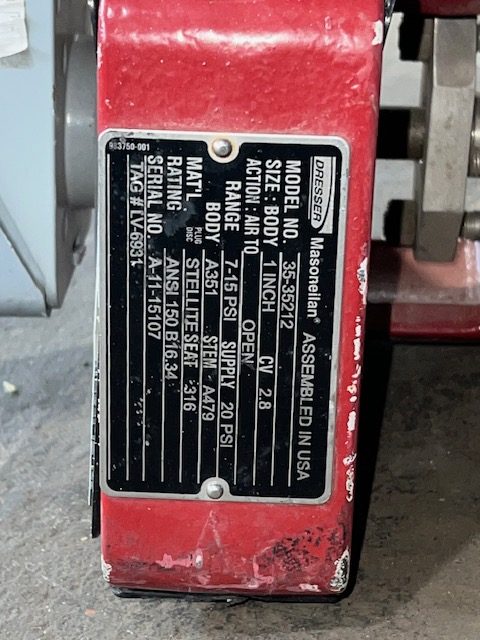 DRESSER Masoneilan® ASSEMBLED IN USA
MODEL NO. 35-35212
SIZE: BODY 1 INCH CV 2.8
ACTION: AIR TO OPEN
RANGE 7-15 PSI SUPPLY 20 PSI
BODY A351 STEM A479
MAT'L PLUG DISC STELLITE SEAT 316
RATING ANSI 150 B16.34
SERIAL NO. A-11-15107
TAG # LV-6931
983750-001